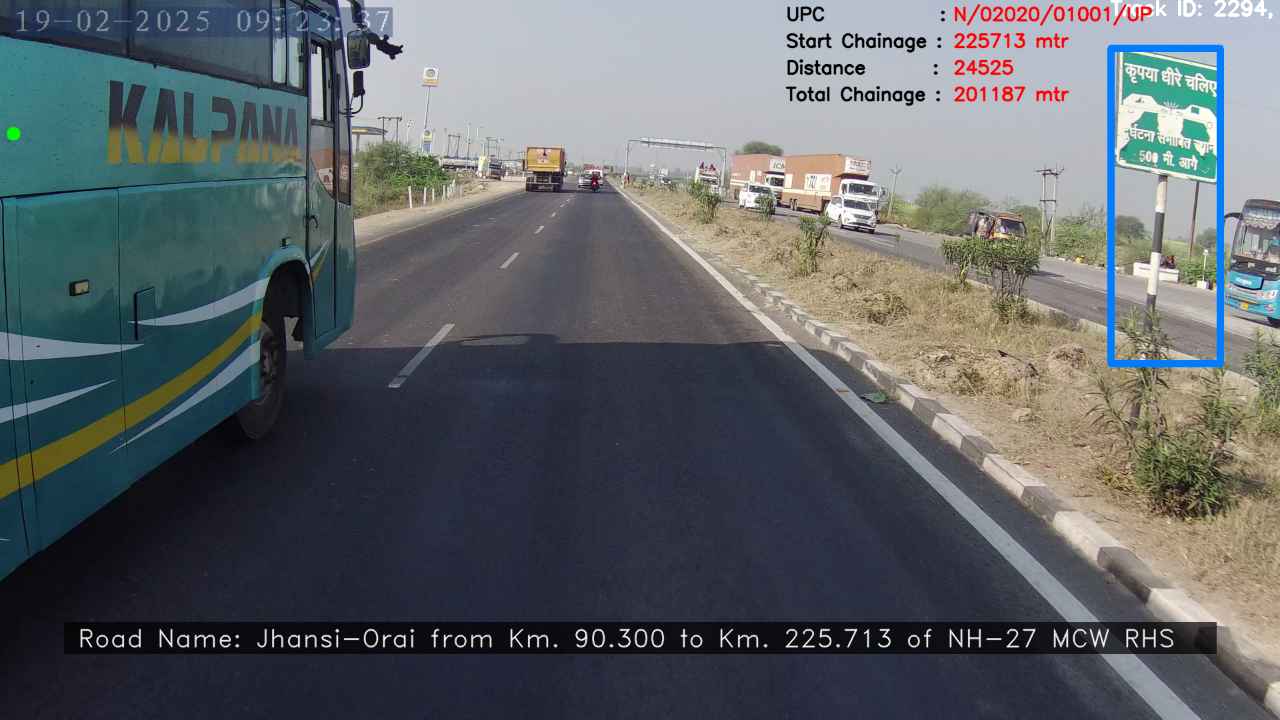 19-02-2025 09:23:37
UPC : N/02020/01001/UP
Start Chainage : 225713 mtr
Distance : 24525
Total Chainage : 201187 mtr
ID: 2294,
KALPANA
कृपया धीरे चलिए
संभावित
500 मी. आगे
Road Name: Jhansi-Orai from Km. 90.300 to Km. 225.713 of NH-27 MCW RHS